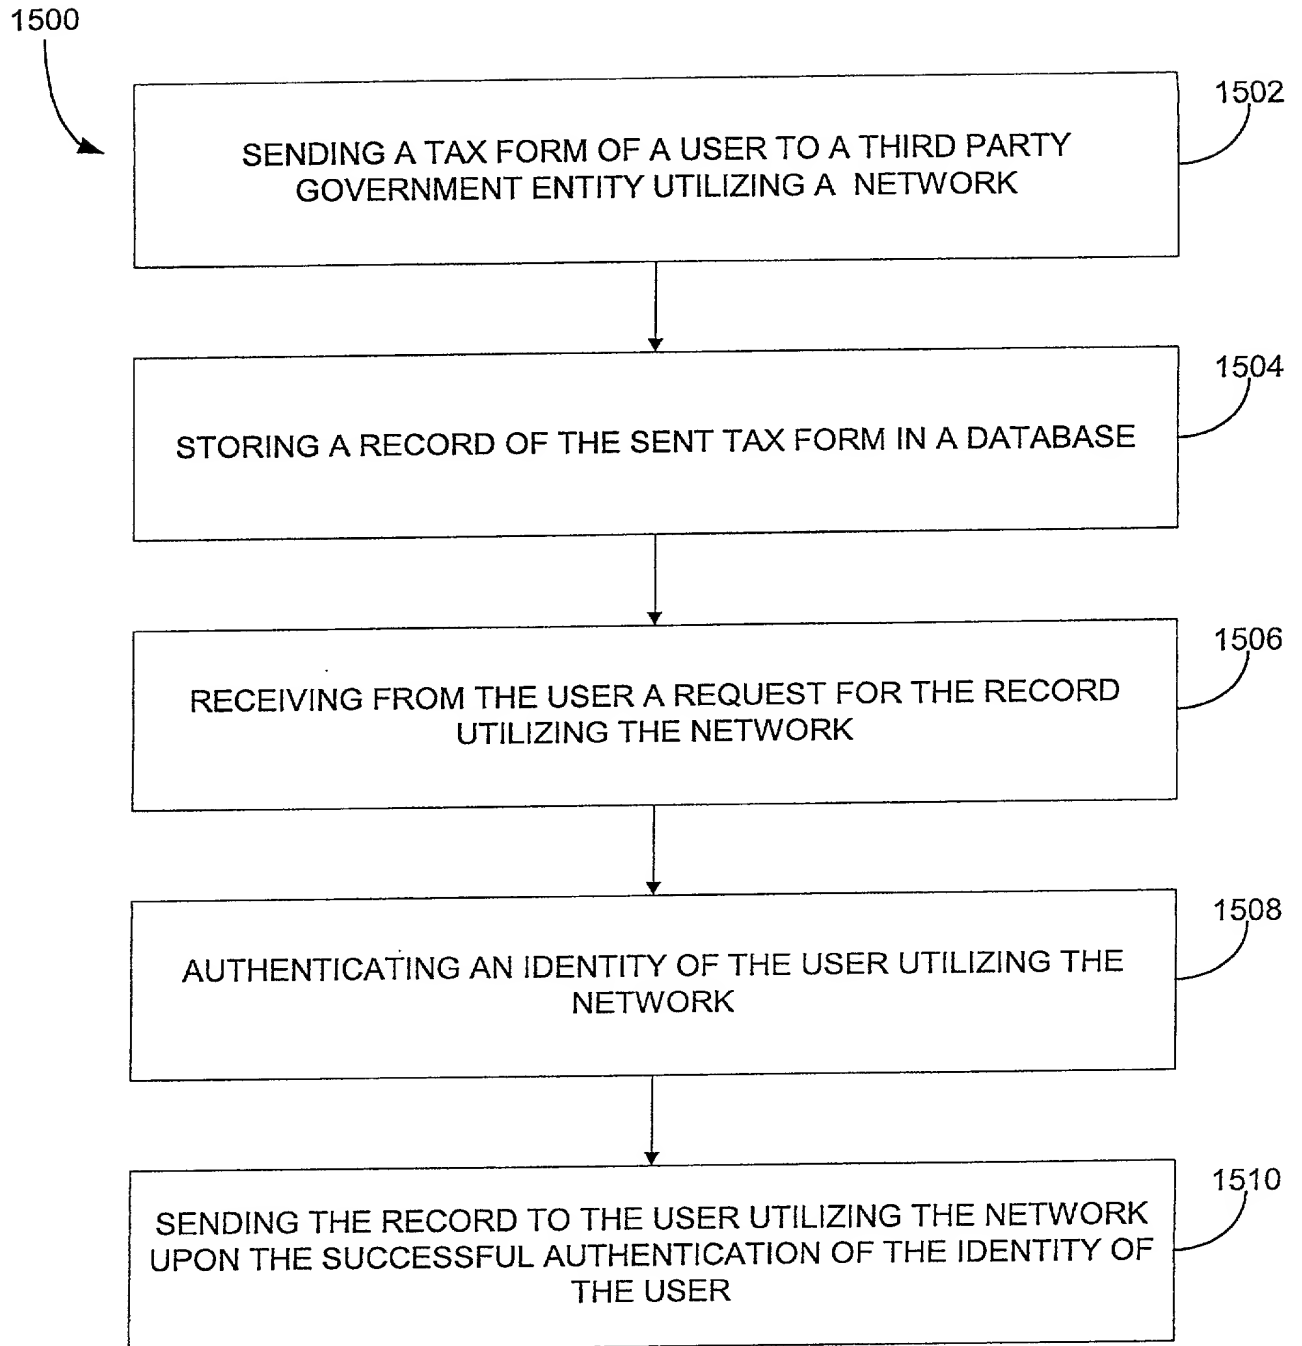 1500
1502
SENDING A TAX FORM OF A USER TO A THIRD PARTY
GOVERNMENT ENTITY UTILIZING A NETWORK
1504
STORING A RECORD OF THE SENT TAX FORM IN A DATABASE
1506
RECEIVING FROM THE USER A REQUEST FOR THE RECORD
UTILIZING THE NETWORK
1508
AUTHENTICATING AN IDENTITY OF THE USER UTILIZING THE
NETWORK
1510
SENDING THE RECORD TO THE USER UTILIZING THE NETWORK
UPON THE SUCCESSFUL AUTHENTICATION OF THE IDENTITY OF
THE USER